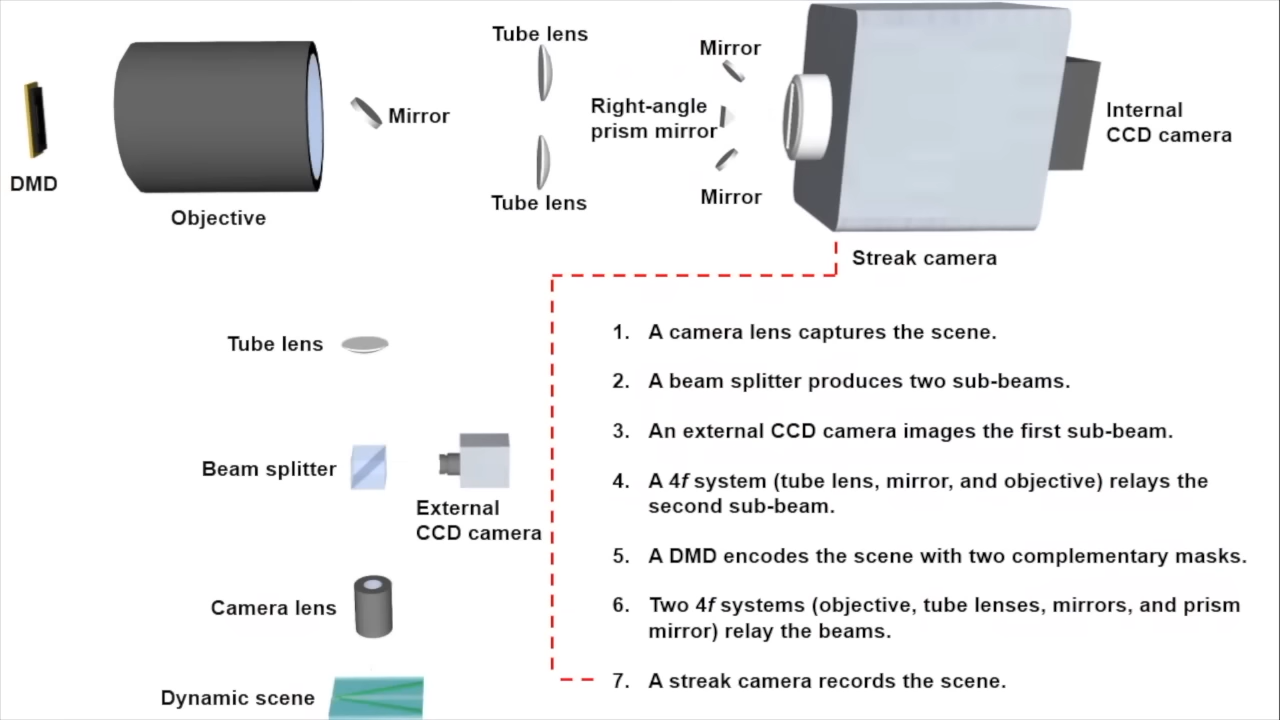 Tube lens
Mirror
Right-angle
prism mirror
Mirror
Internal
CCD camera
DMD
Objective
Tube lens
Mirror
Streak camera
Tube lens
Beam splitter
External
CCD camera
Camera lens
Dynamic scene
1. A camera lens captures the scene.
2. A beam splitter produces two sub-beams.
3. An external CCD camera images the first sub-beam.
4. A 4f system (tube lens, mirror, and objective) relays the
second sub-beam.
5. A DMD encodes the scene with two complementary masks.
6. Two 4f systems (objective, tube lenses, mirrors, and prism
mirror) relay the beams.
7. A streak camera records the scene.